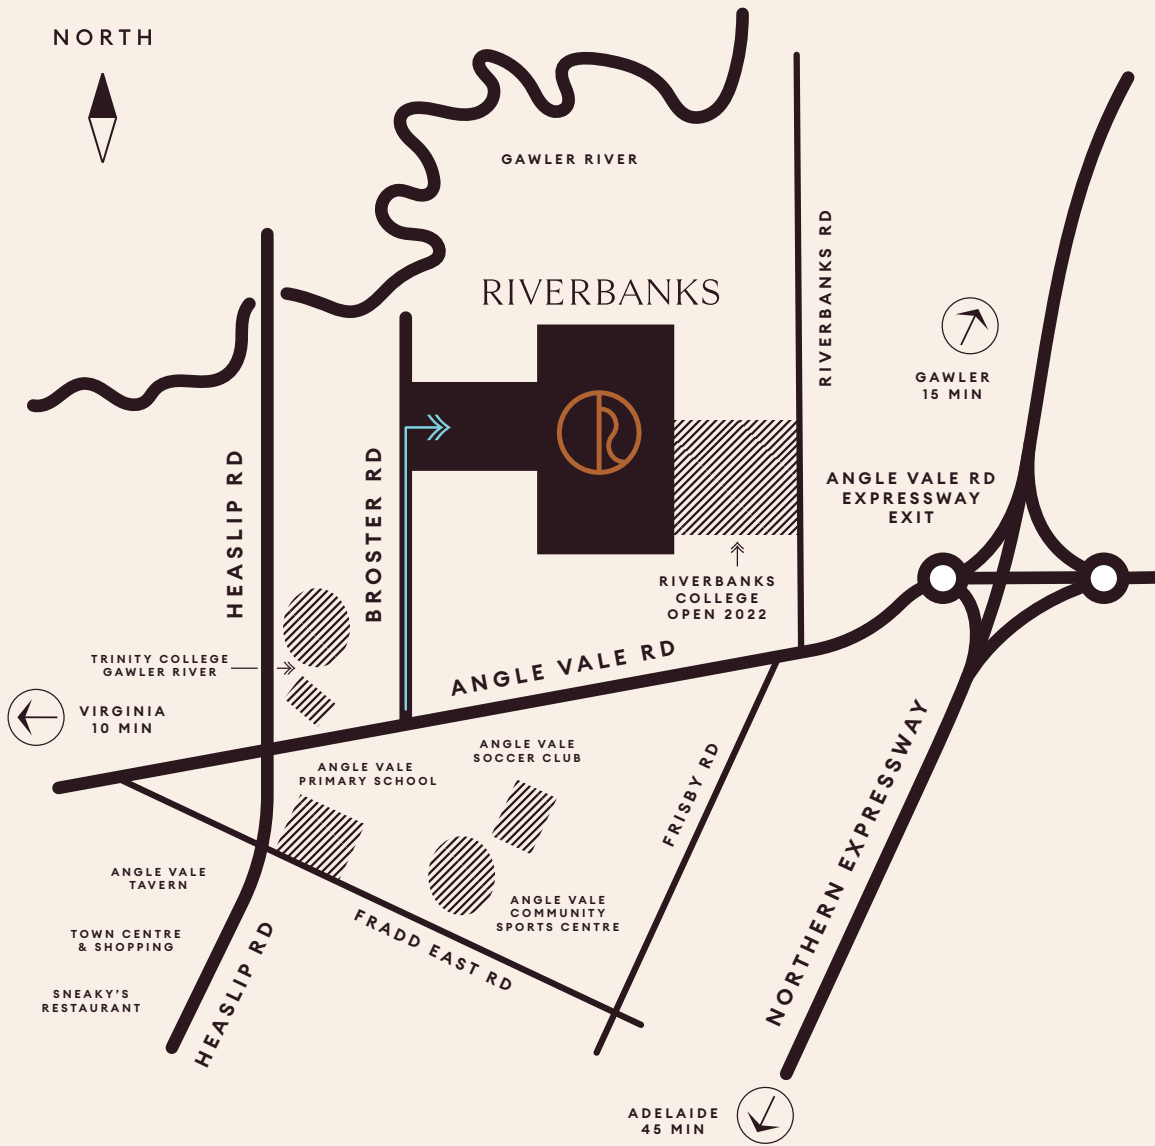 NORTH
GAWLER RIVER
RIVERBANKS
RIVERBANKS RD
GAWLER
15 MIN
HEASLIP RD
BROSTER RD
ANGLE VALE RD
EXPRESSWAY
EXIT
RIVERBANKS
COLLEGE
OPEN 2022
TRINITY COLLEGE
GAWLER RIVER
ANGLE VALE RD
VIRGINIA
10 MIN
ANGLE VALE
SOCCER CLUB
ANGLE VALE
PRIMARY SCHOOL
FRISBY RD
NORTHERN EXPRESSWAY
ANGLE VALE
TAVERN
ANGLE VALE
COMMUNITY
SPORTS CENTRE
TOWN CENTRE
& SHOPPING
FRADD EAST RD
HEASLIP RD
SNEAKY'S
RESTAURANT
ADELAIDE
45 MIN